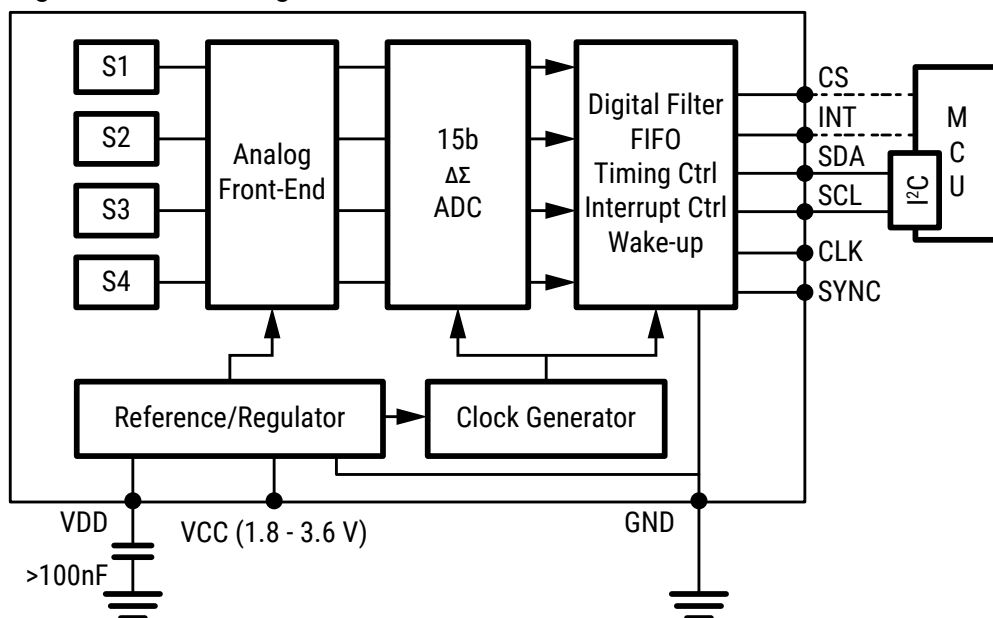 S1
S2
S3
S4
Analog
Front-End
15b
ΔΣ
ADC
Digital Filter
FIFO
Timing Ctrl
Interrupt Ctrl
Wake-up
CS
INT
SDA
SCL
CLK
SYNC
I²C
M
C
U
Reference/Regulator
Clock Generator
VDD
VCC (1.8 - 3.6 V)
GND
>100nF